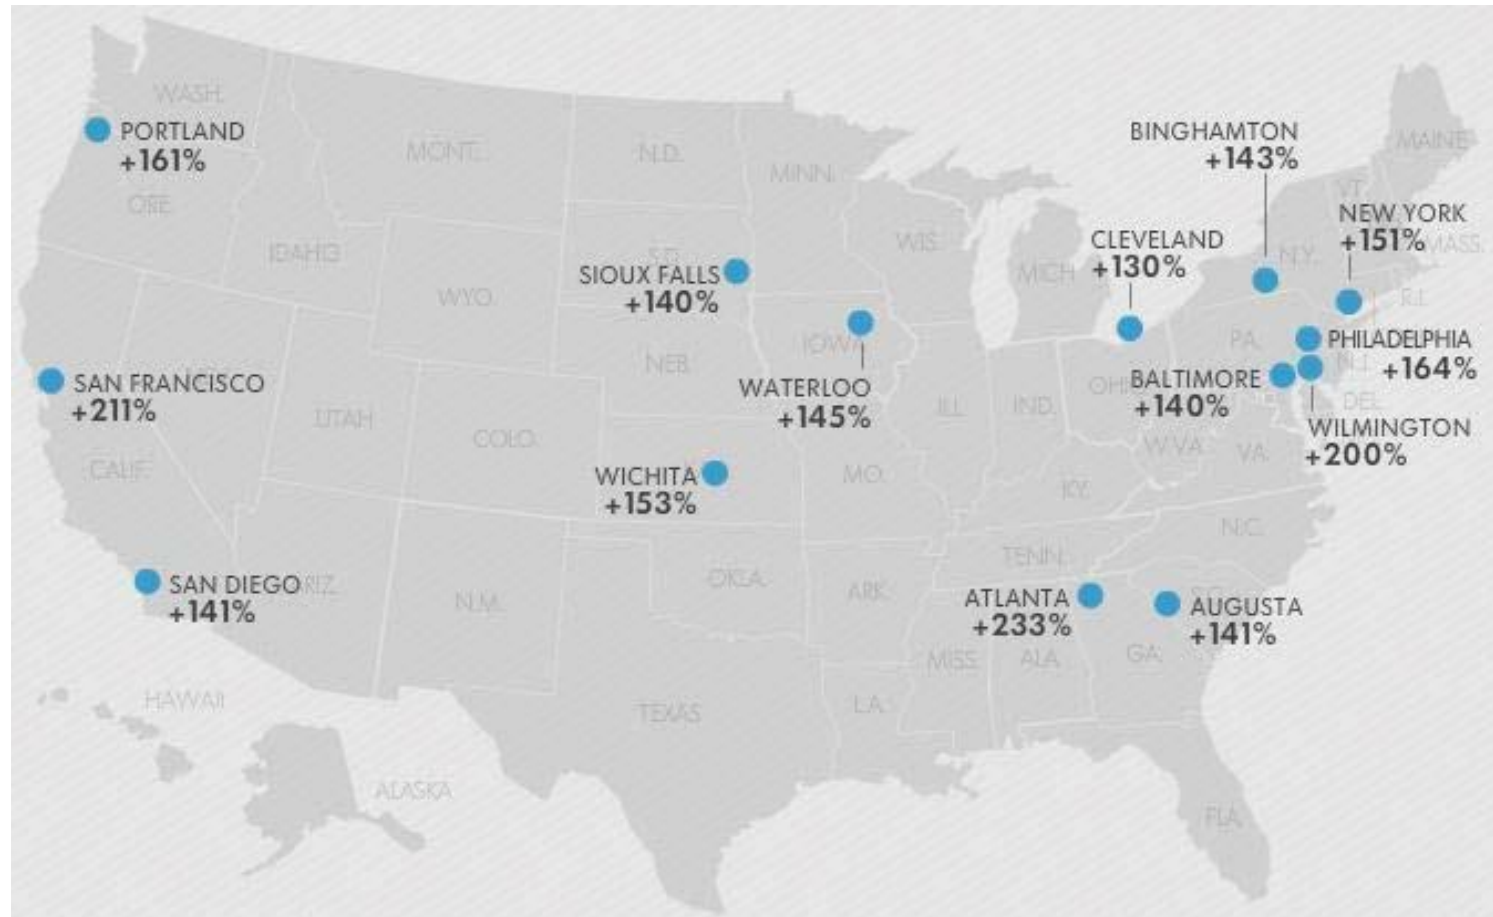 WASH.
PORTLAND
+161%
ORE.
MONT.
N.D.
MINN.
BINGHAMTON
+143%
MAINE
VT.
NEW YORK
+151%
MASS.
N.Y.
R.I.
IDAHO
WYO.
S.D.
SIOUX FALLS
+140%
WIS.
MICH
CLEVELAND
+130%
SAN FRANCISCO
+211%
CALIF.
UTAH
COLO.
NEB.
IOWA
WATERLOO
+145%
ILL
IND.
OHIO
PA.
PHILADELPHIA
+164%
N.J.
BALTIMORE
+140%
DEL
WILMINGTON
+200%
W.VA
VA.
WICHITA
+153%
MO.
KY.
N.C.
TENN.
SAN DIEGO
+141%
ARIZ.
N.M.
OKLA.
ARK.
ATLANTA
+233%
S.C.
AUGUSTA
+141%
MISS.
ALA.
GA.
HAWAII
TEXAS
LA.
ALASKA
FLA.